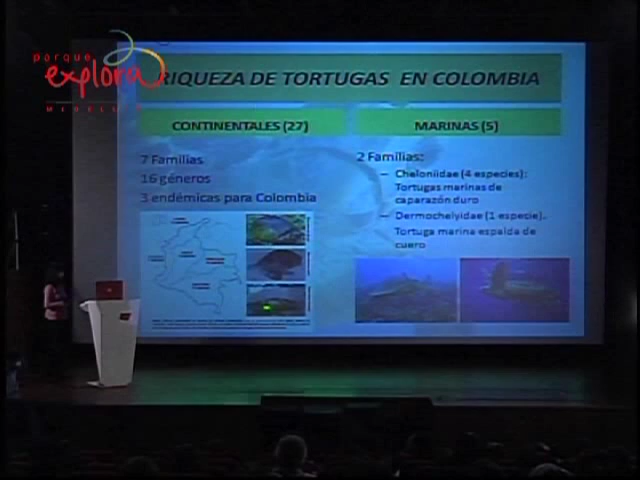 parque
explora
MEDELLÍN
RIQUEZA DE TORTUGAS EN COLOMBIA
CONTINENTALES (27)
7 Familias
16 géneros
3 endémicas para Colombia
MARINAS (5)
2 Familias:
– Cheloniidae (4 especies):
Tortugas marinas de
caparazón duro
– Dermochelyidae (1 especie).
Tortuga marina espalda de
cuero